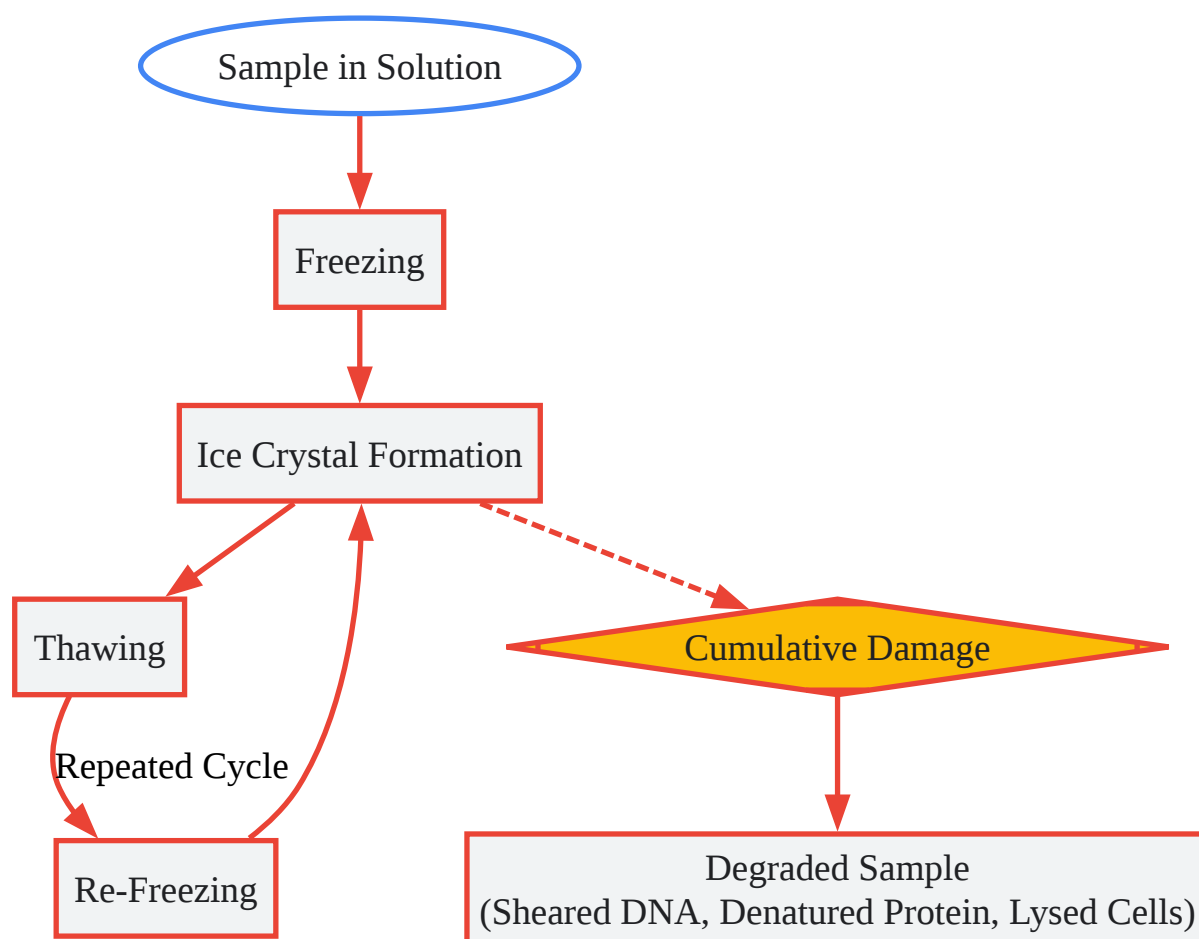 Sample in Solution
Freezing
Ice Crystal Formation
Thawing
Cumulative Damage
Repeated Cycle
Re-Freezing
Degraded Sample
(Sheared DNA, Denatured Protein, Lysed Cells)